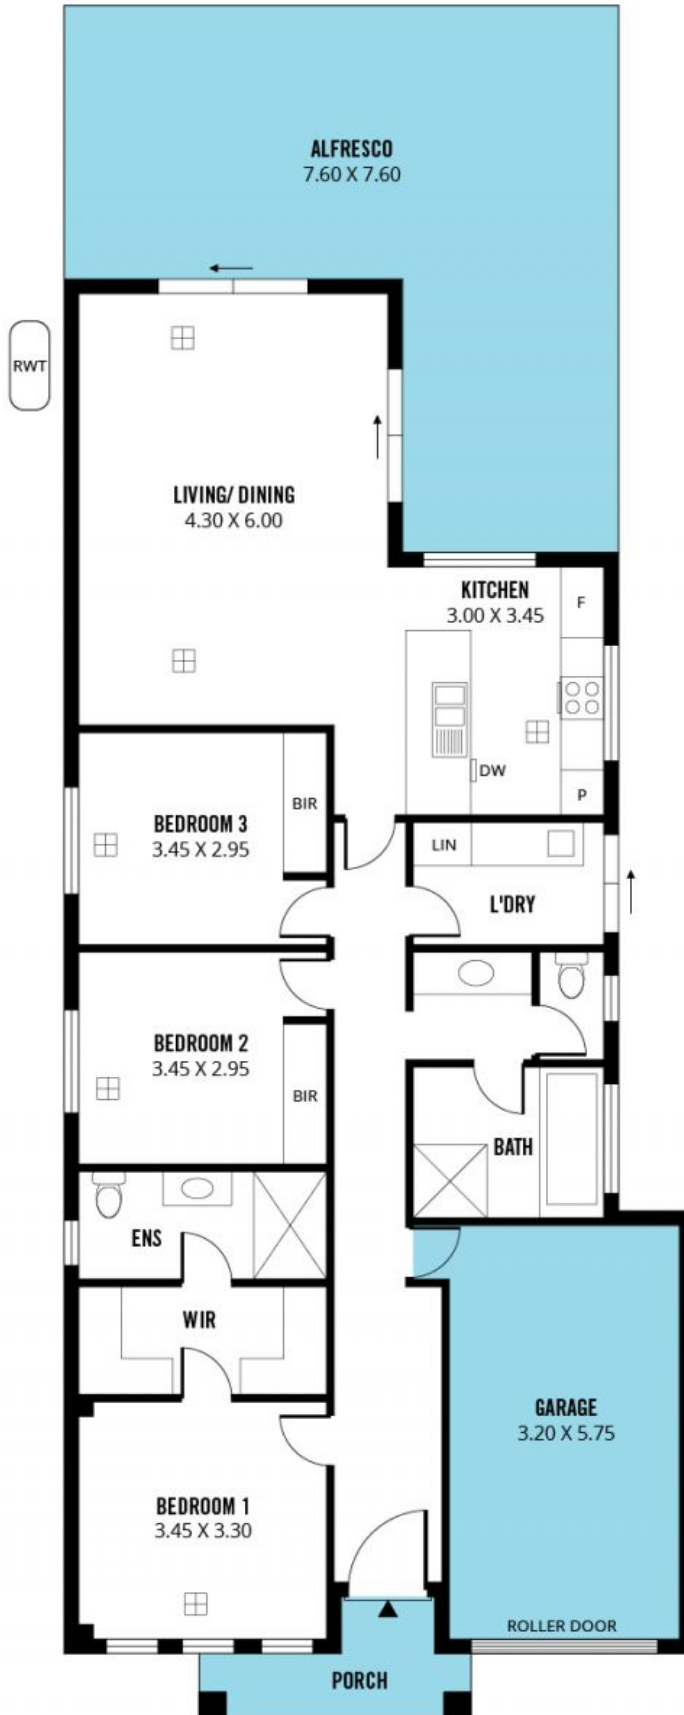 ALFRESCO
7.60 X 7.60
RWT
LIVING/ DINING
4.30 X 6.00
KITCHEN
3.00 X 3.45
F
DW
P
BEDROOM 3
3.45 X 2.95
BIR
LIN
L'DRY
BEDROOM 2
3.45 X 2.95
BIR
BATH
ENS
WIR
GARAGE
3.20 X 5.75
BEDROOM 1
3.45 X 3.30
ROLLER DOOR
PORCH